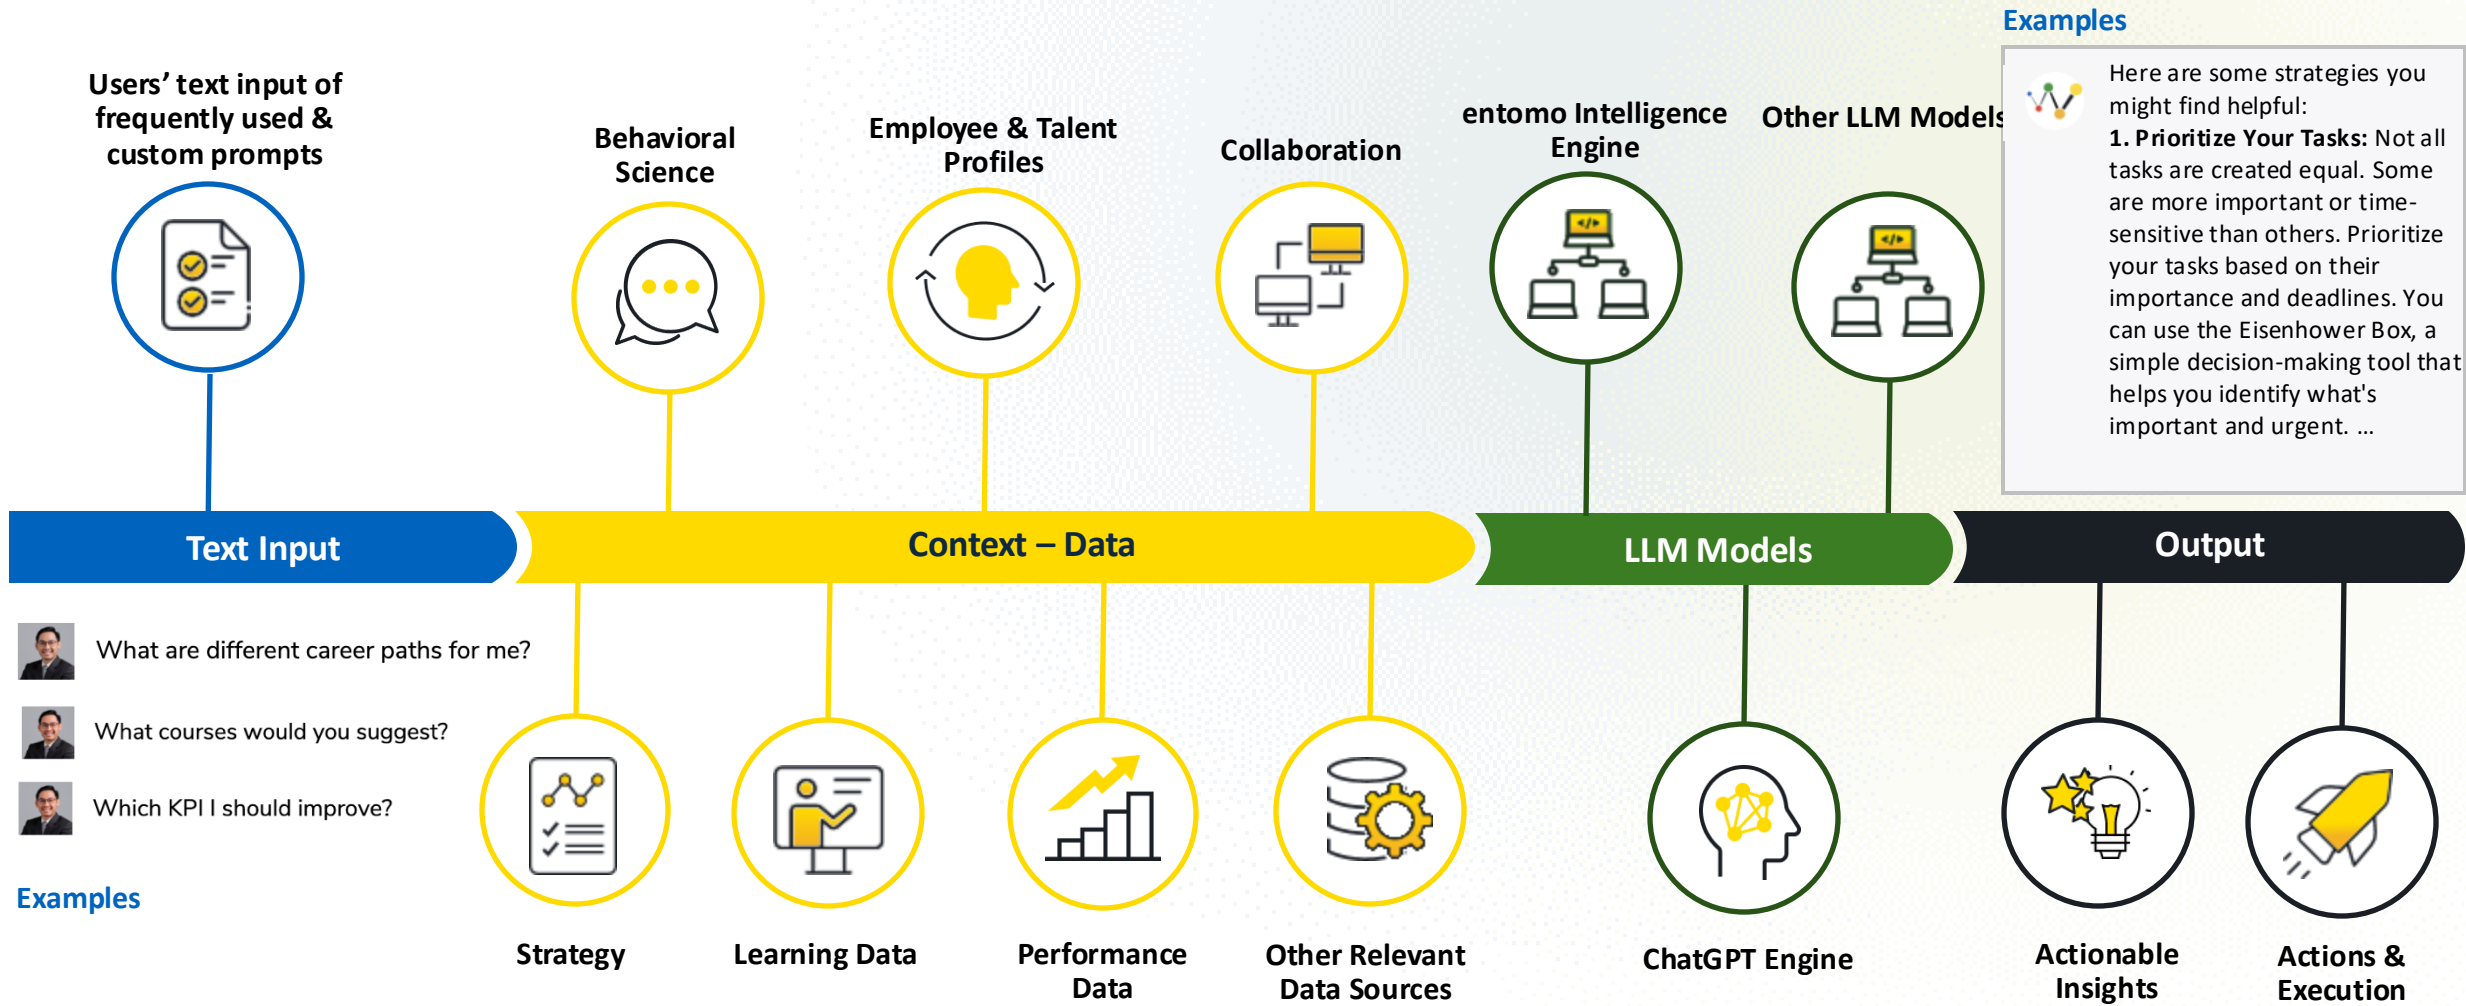 Users’ text input of
frequently used &
custom prompts
Behavioral
Science
Employee & Talent
Profiles
Collaboration
entomo Intelligence
Engine
Other LLM Models
Examples
Here are some strategies you
might find helpful:
1. Prioritize Your Tasks: Not all
tasks are created equal. Some
are more important or time-
sensitive than others. Prioritize
your tasks based on their
importance and deadlines. You
can use the Eisenhower Box, a
simple decision-making tool that
helps you identify what's
important and urgent. ...
Text Input
Context – Data
LLM Models
Output
What are different career paths for me?
What courses would you suggest?
Which KPI I should improve?
Examples
Strategy
Learning Data
Performance
Data
Other Relevant
Data Sources
ChatGPT Engine
Actionable
Insights
Actions &
Execution